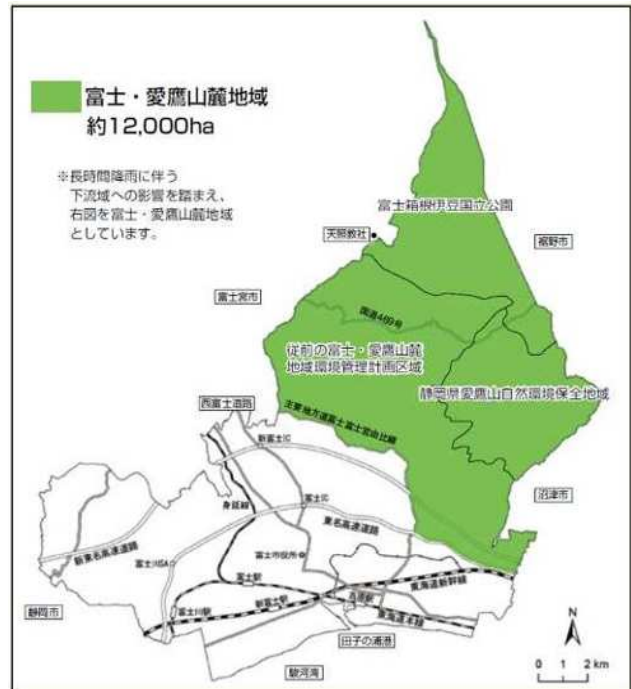 富士・愛鷹山麓地域
約12,000ha
※長時間降雨に伴う
下流域への影響を踏まえ、
右図を富士・愛鷹山麓地域
としています。
富士箱根伊豆国立公園
天照教社
裾野市
富士宮市
国道469号
従前の富士・愛鷹山麓
地域環境管理計画区域
静岡県愛鷹山自然環境保全地域
西富士道路
主要地方道富士富士宮由比線
新富士IC
沼津市
富士IC
身延線
東名高速道路
新東名高速道路
富士市役所
富士川SA
富士駅
東海道新幹線
静岡市
新富士駅
吉原駅
富士川駅
東海道本線
田子の浦港
駿河湾
N
0 1 2 km